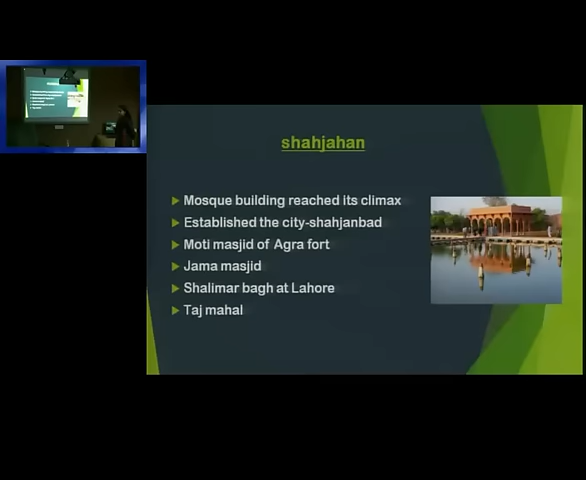 shahjahan
Mosque building reached its climax
Established the city-shahjanbad
Moti masjid of Agra fort
Jama masjid
Shalimar bagh at Lahore
Taj mahal